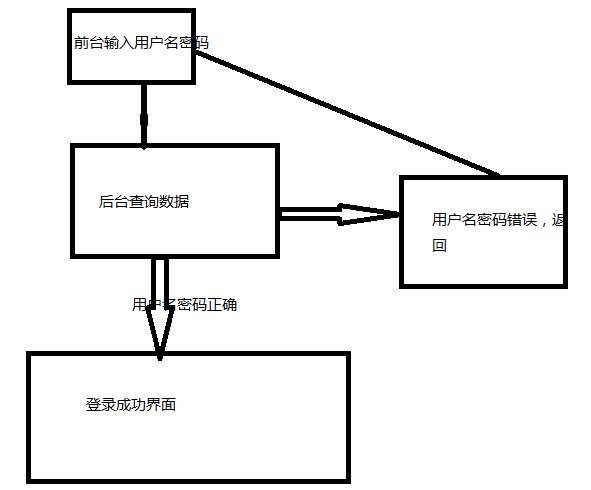 前台输入用户名密码
后台查询数据
用户名密码错误，返
回
用户名密码正确
登录成功界面